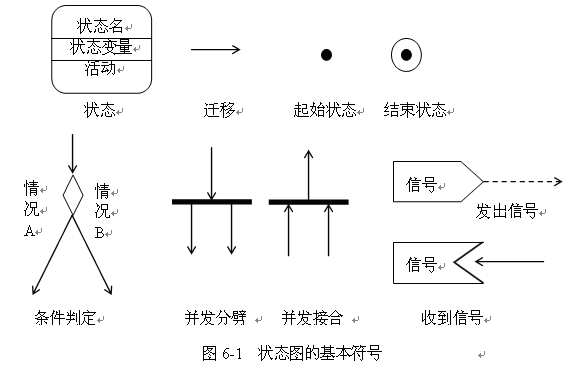 状态名
状态变量
活动
状态
迁移
起始状态
结束状态
情况A
情况B
信号
发出信号
信号
条件判定
并发分劈
并发接合
收到信号
图 6-1 状态图的基本符号